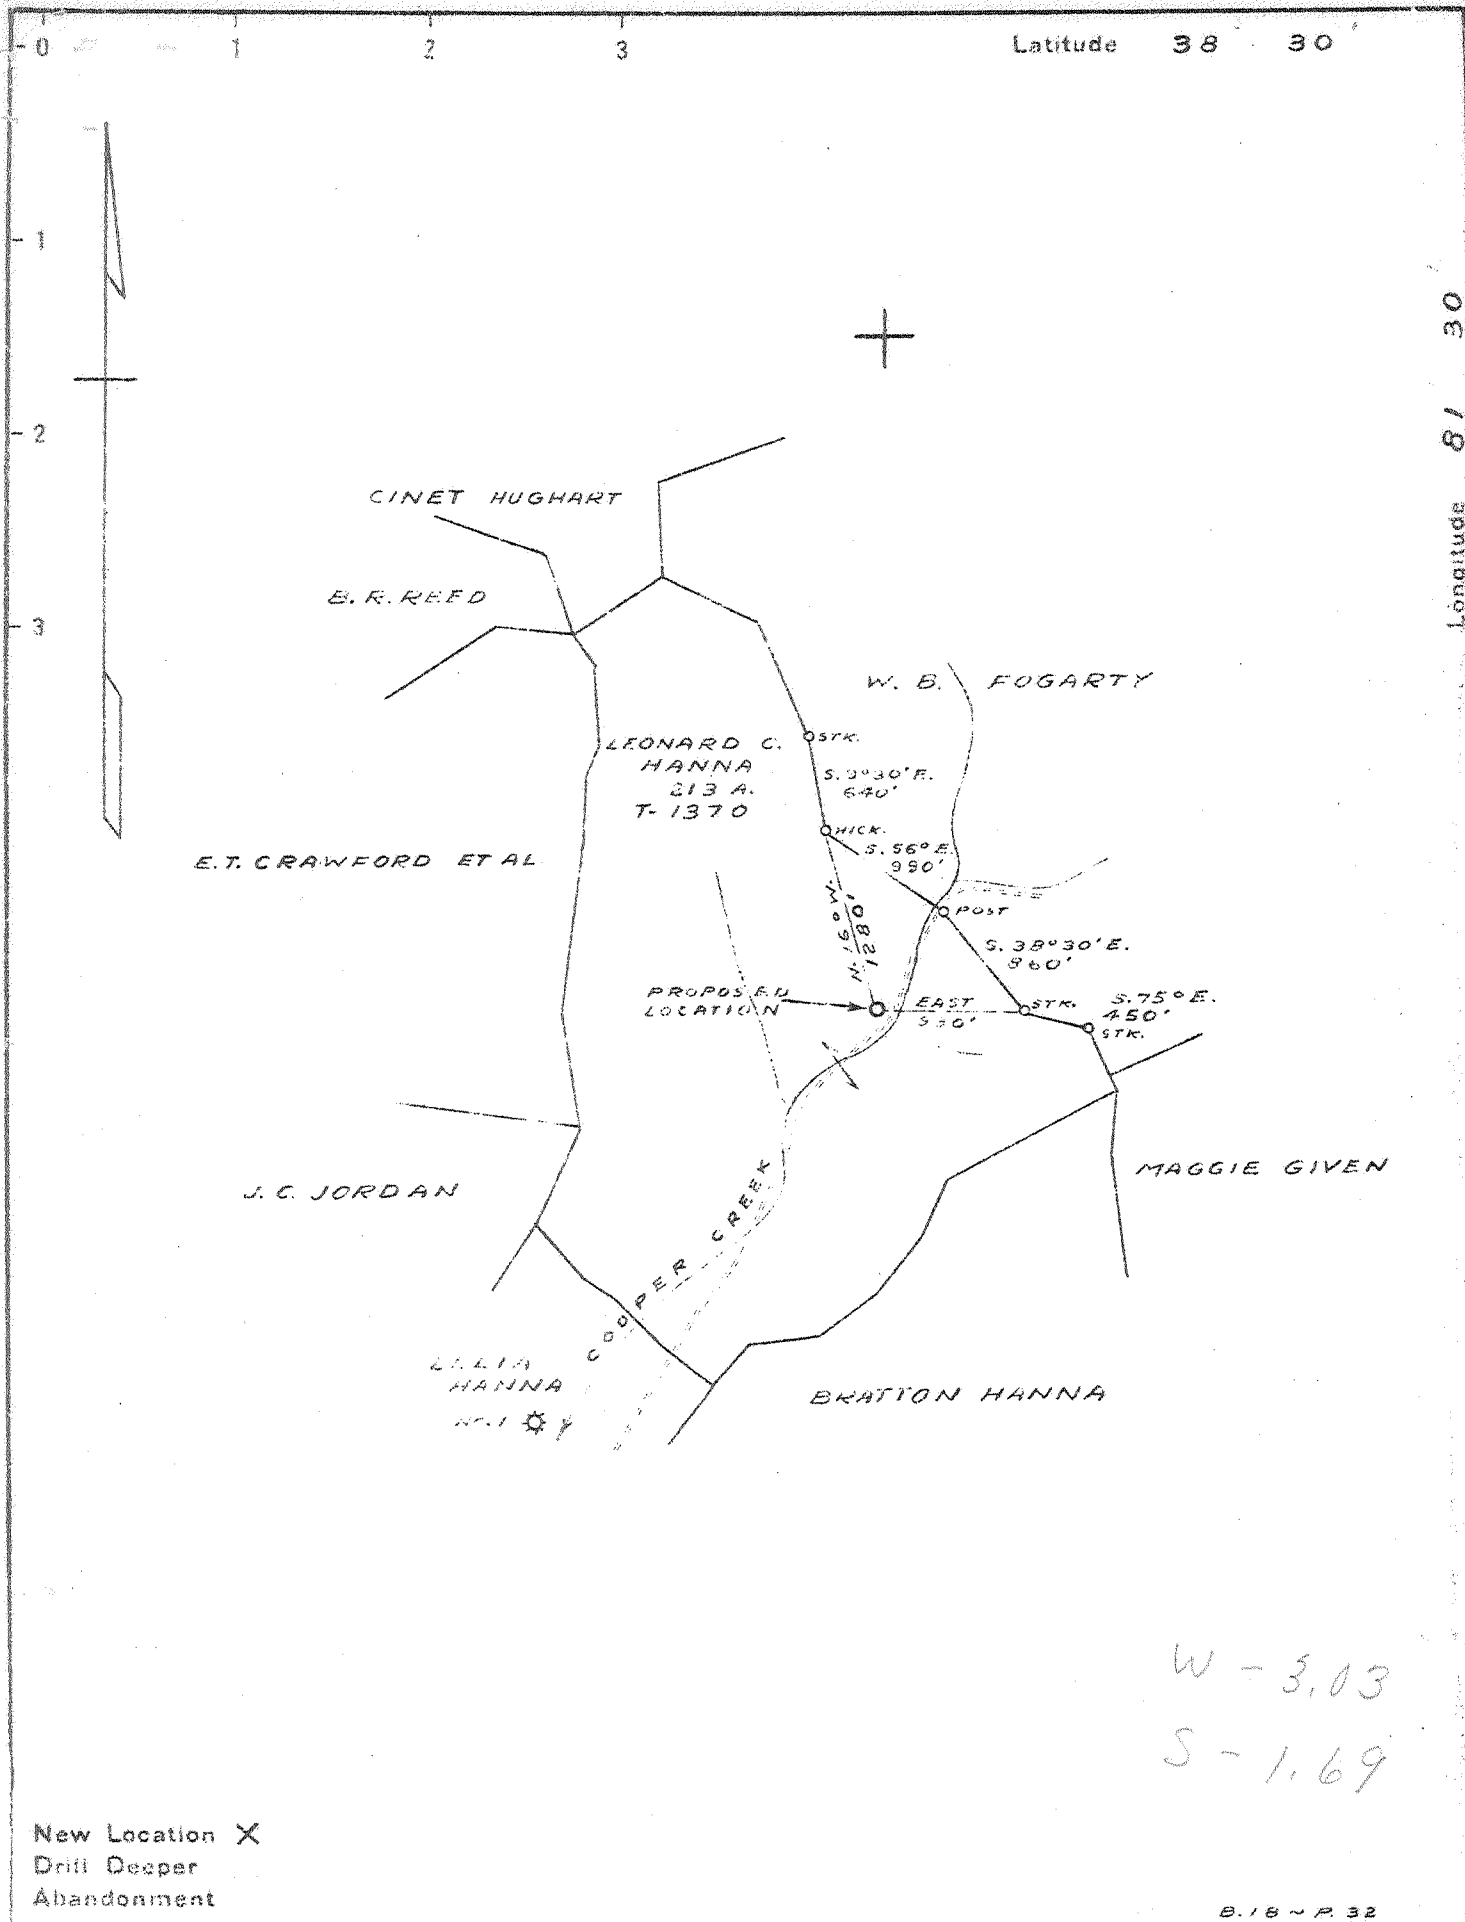 0 1 2 3
Latitude 38 30'
1
2
3
Longitude 81 30
CINET HUGHART
B.R. REED
W. B. FOGARTY
LEONARD C.
HANNA
213 A.
T-1370
STK.
S. 9°30'E.
640'
HICK.
S. 56° E.
990'
E.T. CRAWFORD ET AL
N. 19° W.
1280'
POST
S. 38°30'E.
860'
PROPOSED
LOCATION
EAST
STK.
S. 75° E.
450'
STK.
MAGGIE GIVEN
J. C. JORDAN
COOPER CREEK
HANNA
BRATTON HANNA
W - 3.03
S - 1.69
New Location X
Drill Deeper
Abandonment
B.18 ~ P. 32